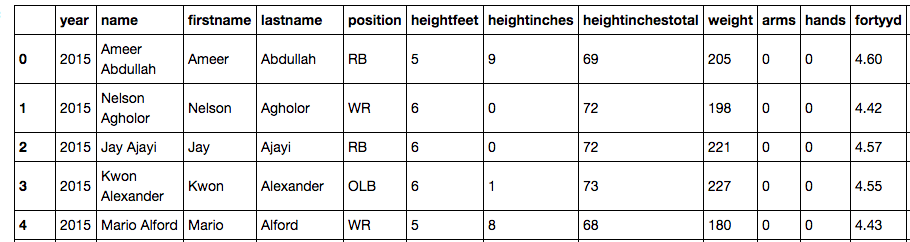 year name firstname lastname position heightfeet heightinches heightinchestotal weight arms hands fortyyd
0 2015 Ameer Abdullah Ameer Abdullah RB 5 9 69 205 0 0 4.60
1 2015 Nelson Agholor Nelson Agholor WR 6 0 72 198 0 0 4.42
2 2015 Jay Ajayi Jay Ajayi RB 6 0 72 221 0 0 4.57
3 2015 Kwon Alexander Kwon Alexander OLB 6 1 73 227 0 0 4.55
4 2015 Mario Alford Mario Alford WR 5 8 68 180 0 0 4.43